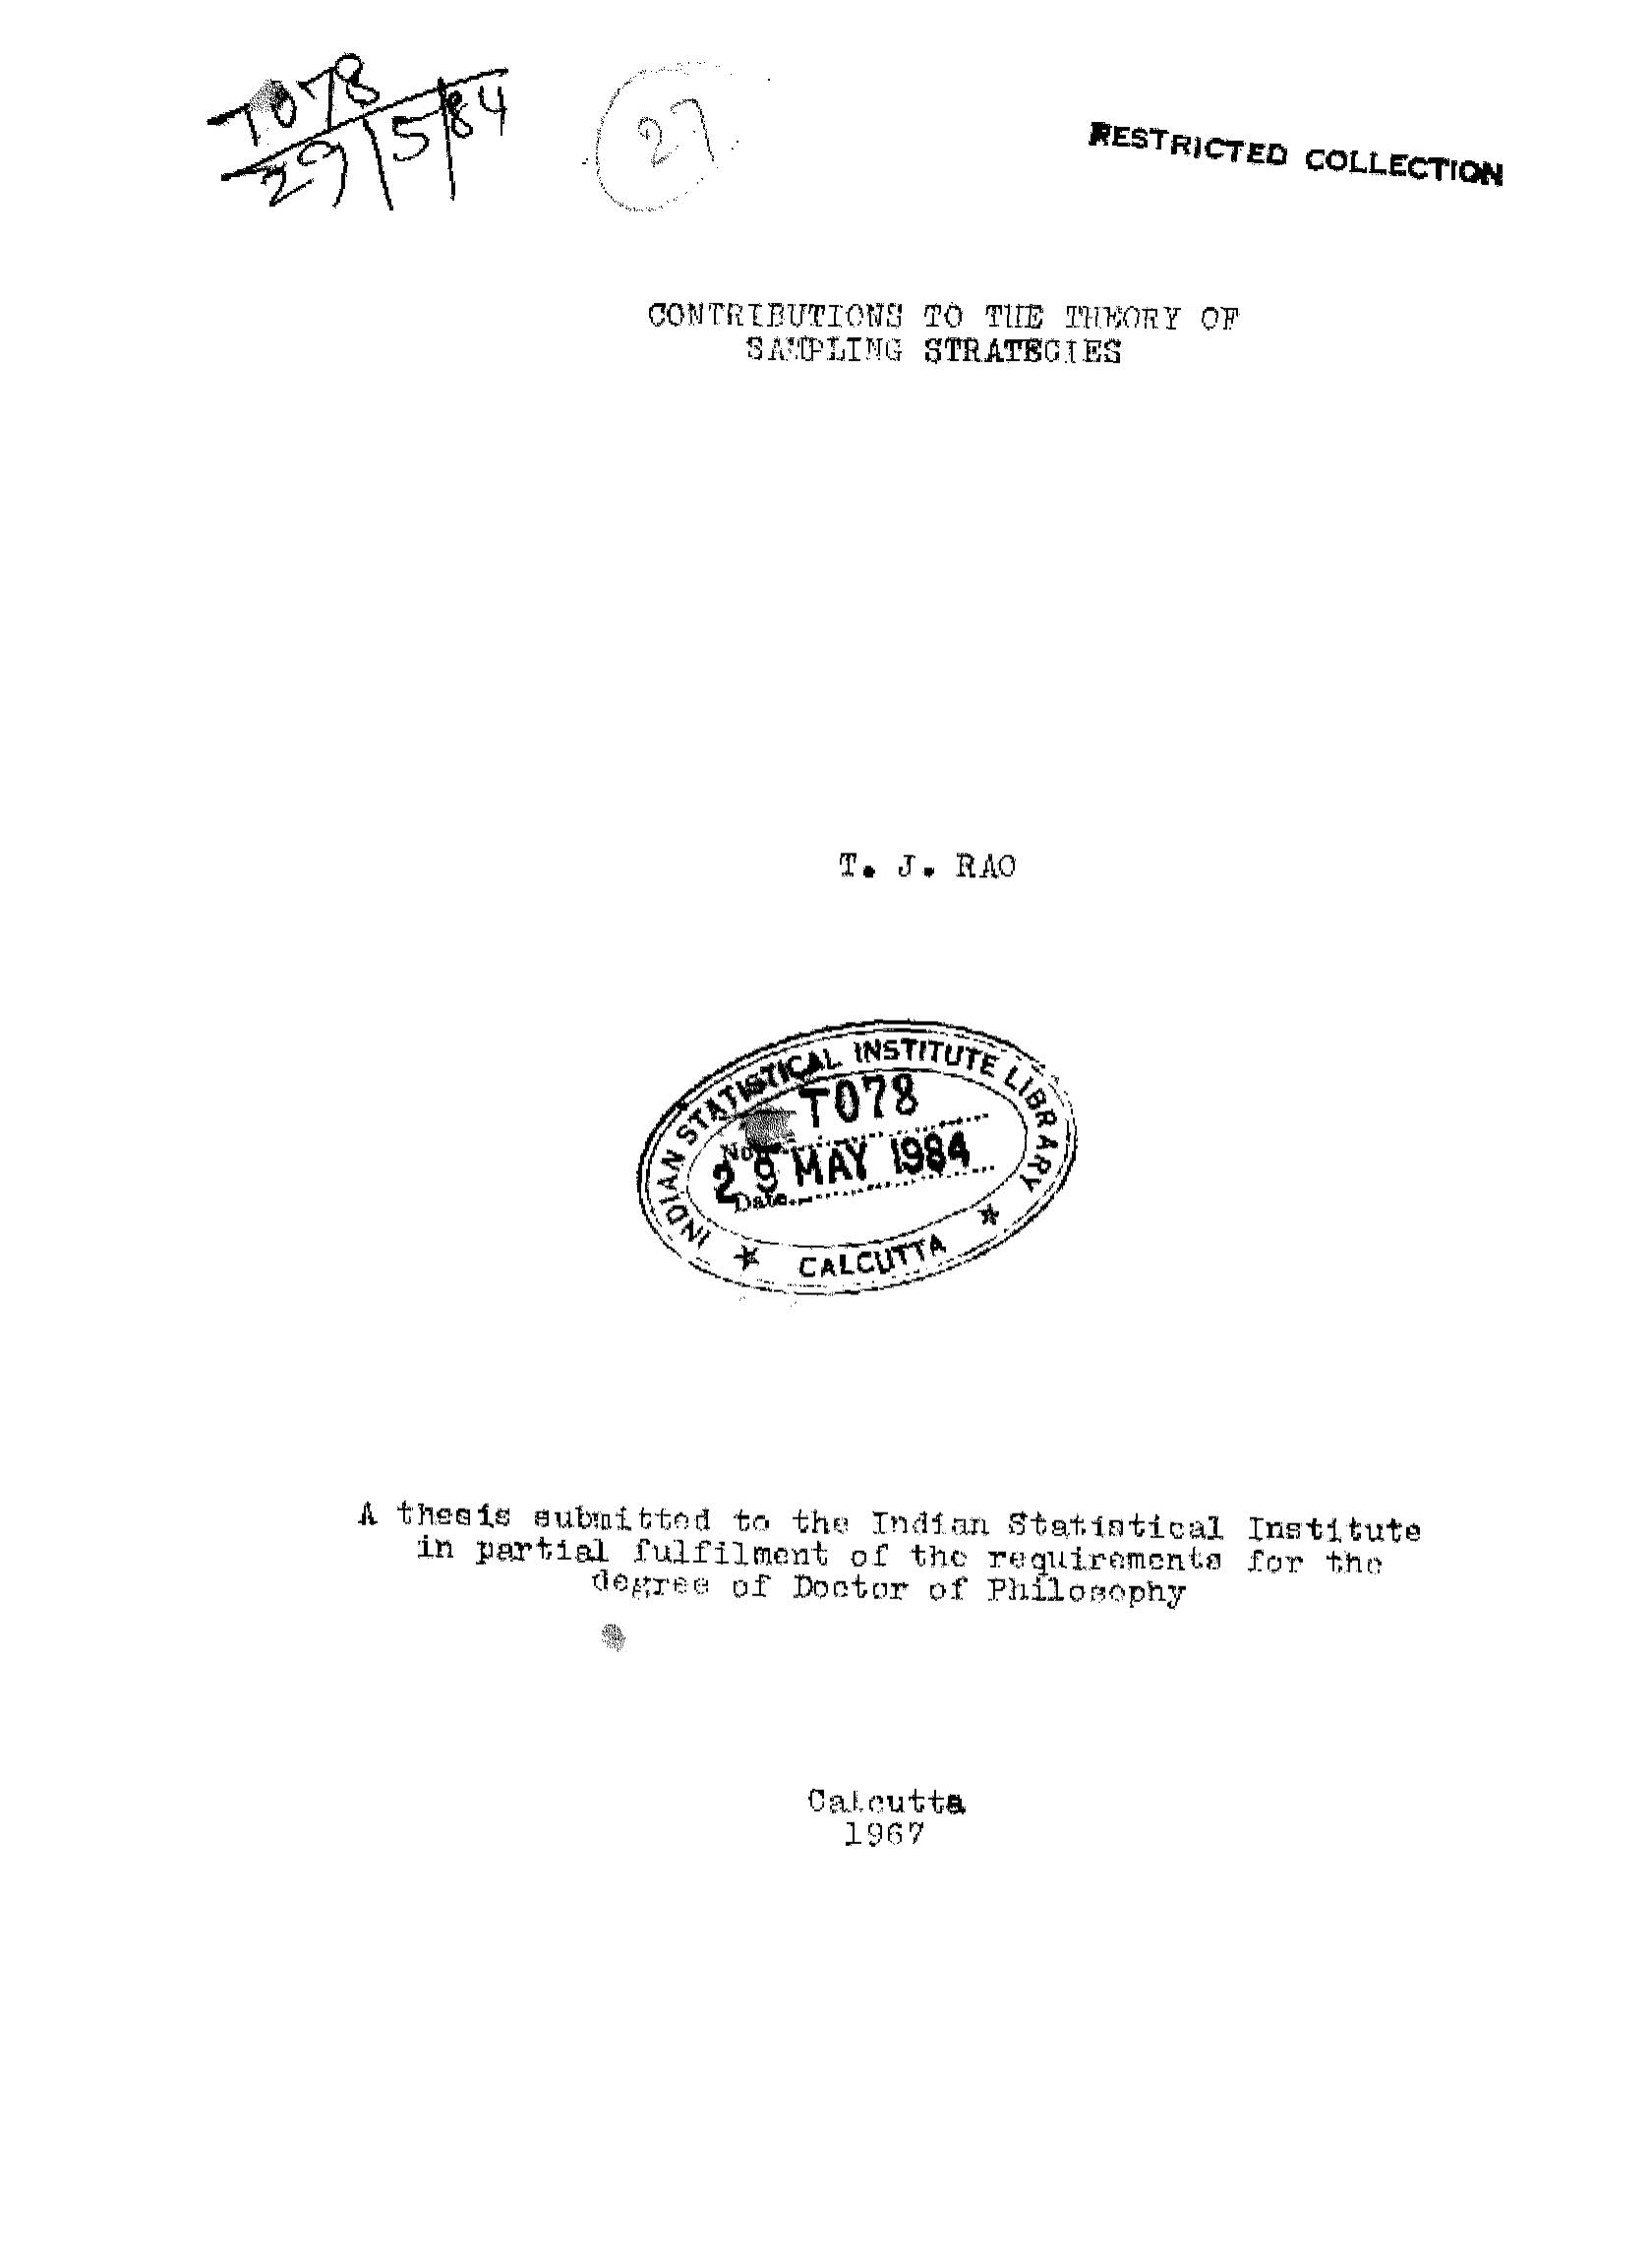 T078
29/5/84
27
RESTRICTED COLLECTION
CONTRIBUTIONS TO THE THEORY OF
SAMPLING STRATEGIES
T. J. RAO
INDIAN STATISTICAL INSTITUTE LIBRARY
No. T078
Date 29 MAY 1984
★ CALCUTTA ★
A thesis submitted to the Indian Statistical Institute
in partial fulfilment of the requirements for the
degree of Doctor of Philosophy
Calcutta
1967